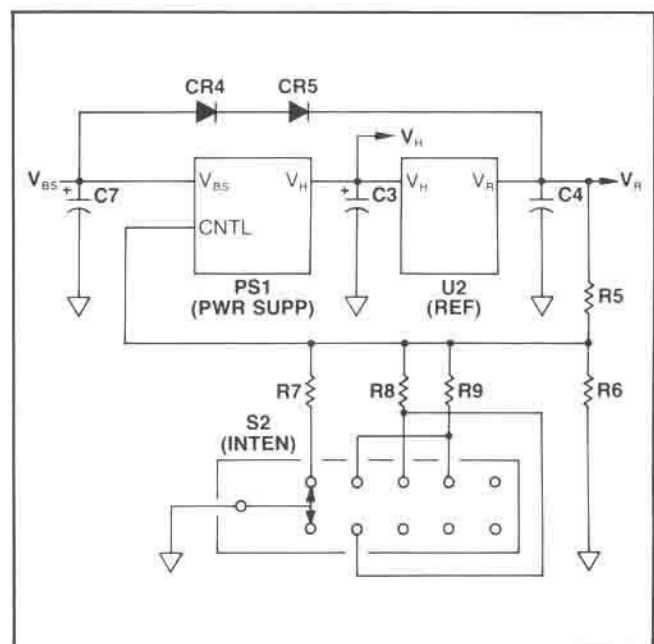 CR4 CR5
V_H
V_BS + C7 V_BS V_H + C3 V_H V_R C4 V_R
CNTL
PS1 U2
(PWR SUPP) (REF)
R5
R7 R8 R9 R6
S2
(INTEN)